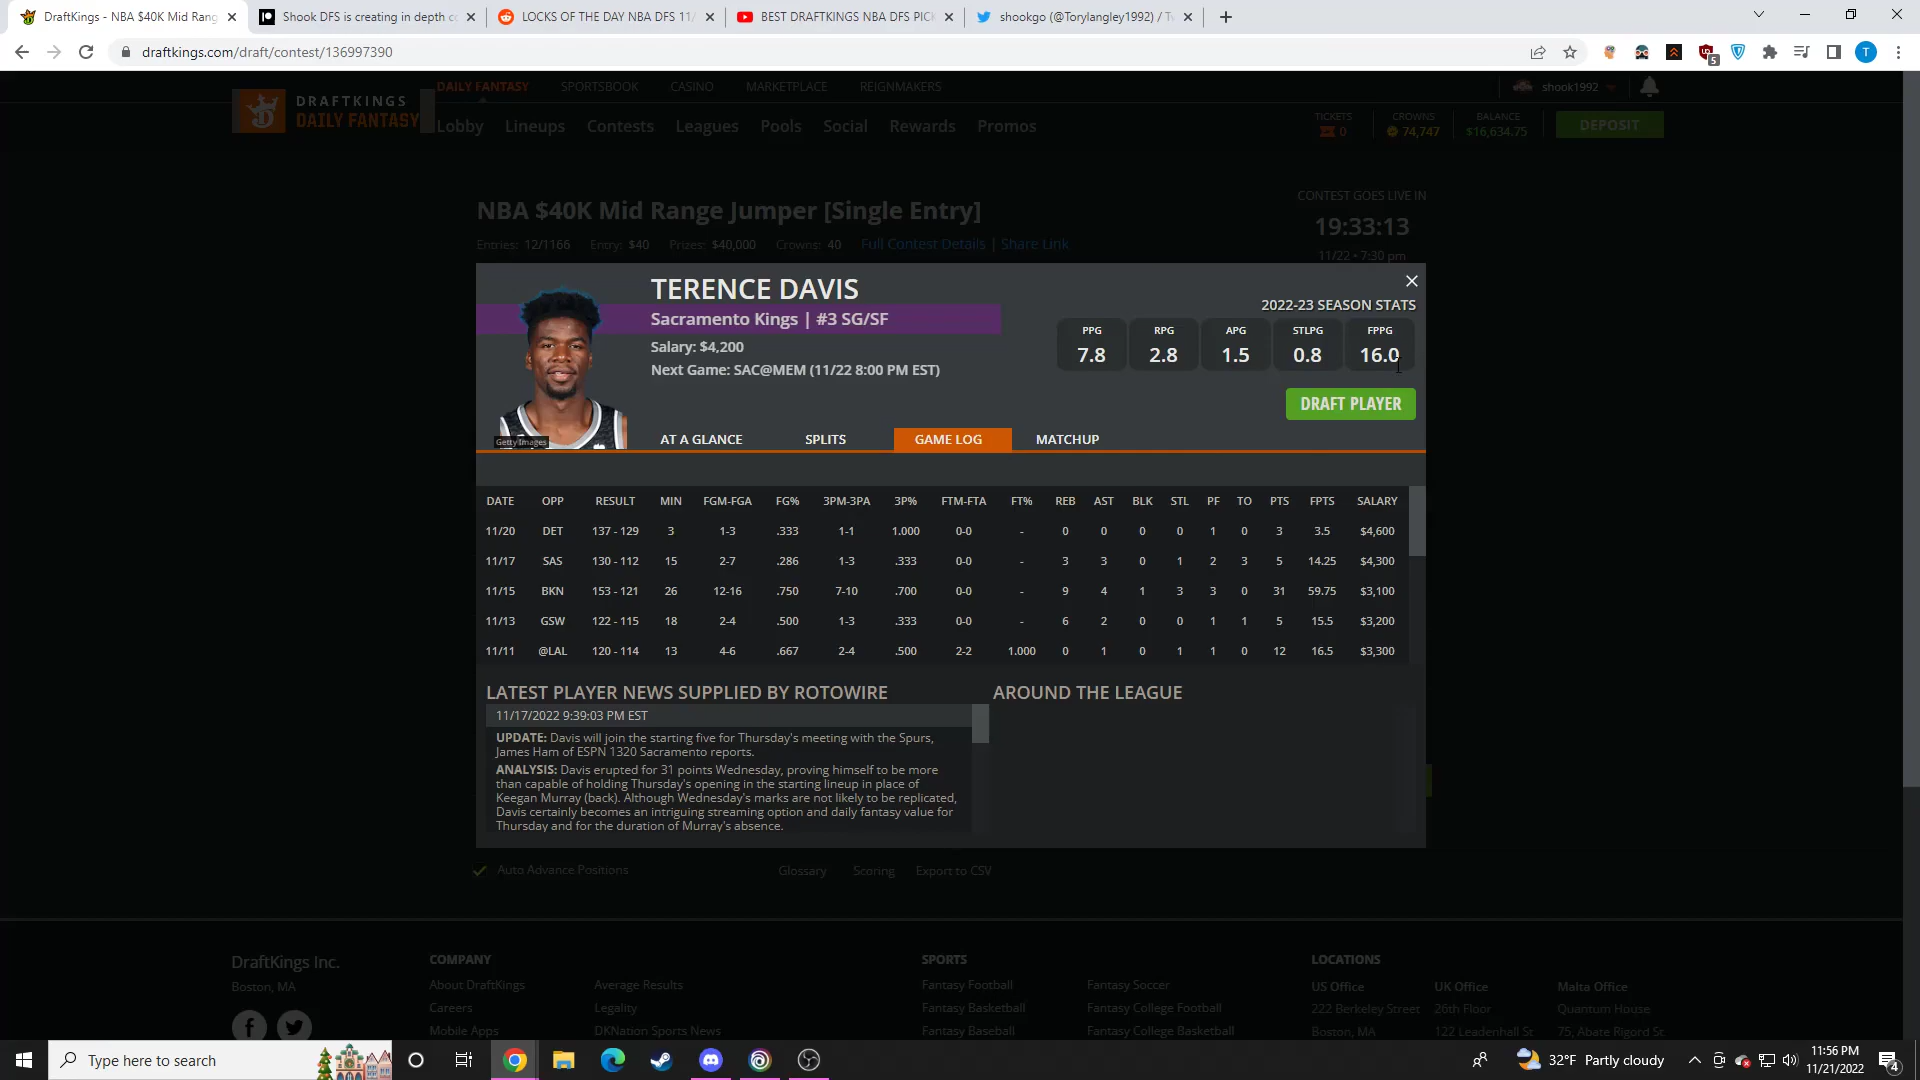 DraftKings - NBA $40K Mid Rang
Shook DFS is creating in depth co
LOCKS OF THE DAY NBA DFS 11/
BEST DRAFTKINGS NBA DFS PICK
shookgo (@Torylangley1992) / Tw
draftkings.com/draft/contest/136997390
5
T
DRAFTKINGS
DAILY FANTASY
DAILY FANTASY
SPORTSBOOK
CASINO
MARKETPLACE
REIGNMAKERS
shook1992
Lobby
Lineups
Contests
Leagues
Pools
Social
Rewards
Promos
TICKETS
0
CROWNS
74,747
BALANCE
$16,634.75
DEPOSIT
NBA $40K Mid Range Jumper [Single Entry]
Entries: 12/1166 Entry: $40 Prizes: $40,000 Crowns: 40 Full Contest Details | Share Link
CONTEST GOES LIVE IN
19:33:13
11/22 • 7:30 pm
TERENCE DAVIS
Sacramento Kings | #3 SG/SF
Salary: $4,200
Next Game: SAC@MEM (11/22 8:00 PM EST)
Getty Images
2022-23 SEASON STATS
PPG RPG APG STLPG FPPG
7.8 2.8 1.5 0.8 16.0
DRAFT PLAYER
AT A GLANCE SPLITS GAME LOG MATCHUP
DATE OPP RESULT MIN FGM-FGA FG% 3PM-3PA 3P% FTM-FTA FT% REB AST BLK STL PF TO PTS FPTS SALARY
11/20 DET 137 - 129 3 1-3 .333 1-1 1.000 0-0 - 0 0 0 0 1 0 3 3.5 $4,600
11/17 SAS 130 - 112 15 2-7 .286 1-3 .333 0-0 - 3 3 0 1 2 3 5 14.25 $4,300
11/15 BKN 153 - 121 26 12-16 .750 7-10 .700 0-0 - 9 4 1 3 3 0 31 59.75 $3,100
11/13 GSW 122 - 115 18 2-4 .500 1-3 .333 0-0 - 6 2 0 0 1 1 5 15.5 $3,200
11/11 @LAL 120 - 114 13 4-6 .667 2-4 .500 2-2 1.000 0 1 0 1 1 0 12 16.5 $3,300
LATEST PLAYER NEWS SUPPLIED BY ROTOWIRE
11/17/2022 9:39:03 PM EST
UPDATE: Davis will join the starting five for Thursday's meeting with the Spurs,
James Ham of ESPN 1320 Sacramento reports.
ANALYSIS: Davis erupted for 31 points Wednesday, proving himself to be more
than capable of holding Thursday's opening in the starting lineup in place of
Keegan Murray (back). Although Wednesday's marks are not likely to be replicated,
Davis certainly becomes an intriguing streaming option and daily fantasy value for
Thursday and for the duration of Murray's absence.
AROUND THE LEAGUE
Auto Advance Positions
Glossary
Scoring
Export to CSV
DraftKings Inc.
Boston, MA
COMPANY
About DraftKings
Average Results
Careers
Legality
Mobile Apps
DKNation Sports News
SPORTS
Fantasy Football
Fantasy Soccer
Fantasy Basketball
Fantasy College Football
Fantasy Baseball
Fantasy College Basketball
LOCATIONS
US Office
UK Office
Malta Office
222 Berkeley Street
26th Floor
Quantum House
Boston, MA
122 Leadenhall St
75, Abate Rigord St.
Type here to search
32°F Partly cloudy
11:56 PM
11/21/2022
4